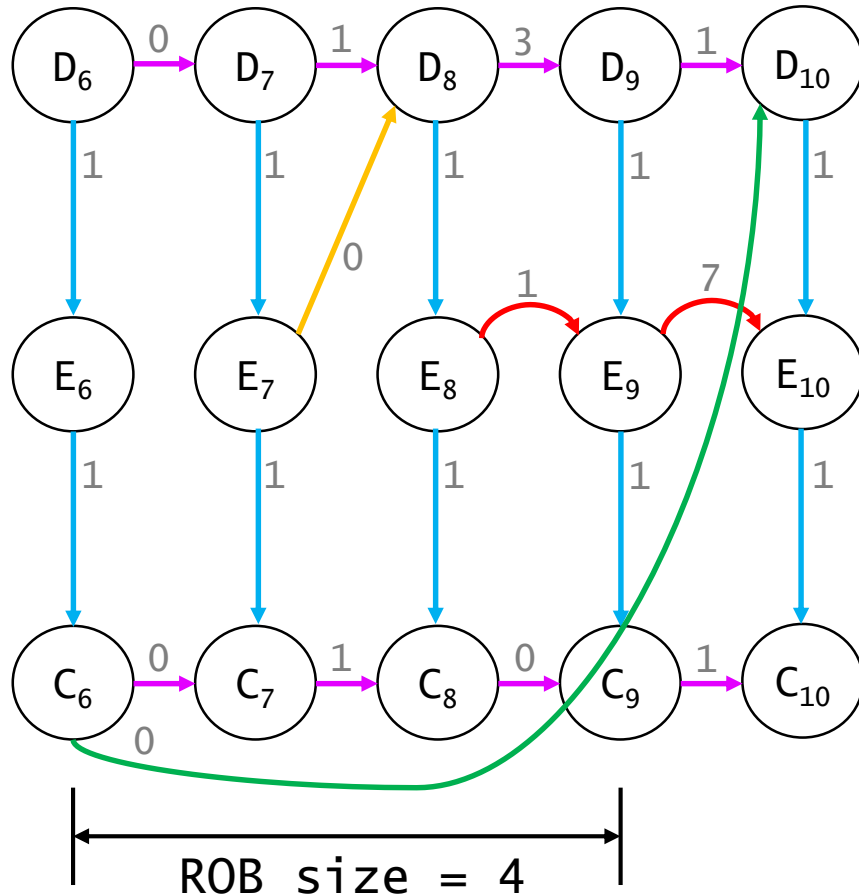 0 1 3 1
D6 D7 D8 D9 D10
1 1 1 1 1
0
1 7
E6 E7 E8 E9 E10
1 1 1 1 1
0 1 0 1
C6 C7 C8 C9 C10
0
ROB size = 4